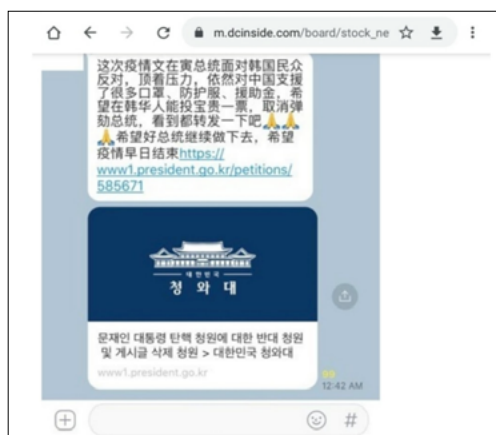 m.dcinside.com/board/stock_ne
这次疫情文在寅总统面对韩国民众
反对，顶着压力，依然对中国支援
了很多口罩、防护服、援助金，希
望在韩华人能投宝贵一票，取消弹
劾总统，看到都转发一下吧🙏🙏
🙏希望好总统继续做下去，希望
疫情早日结束https://
www1.president.go.kr/petitions/
585671
대한민국
청와대
문재인 대통령 탄핵 청원에 대한 반대 청원
및 게시글 삭제 청원 > 대한민국 청와대
www1.president.go.kr
99
12:42 AM
#